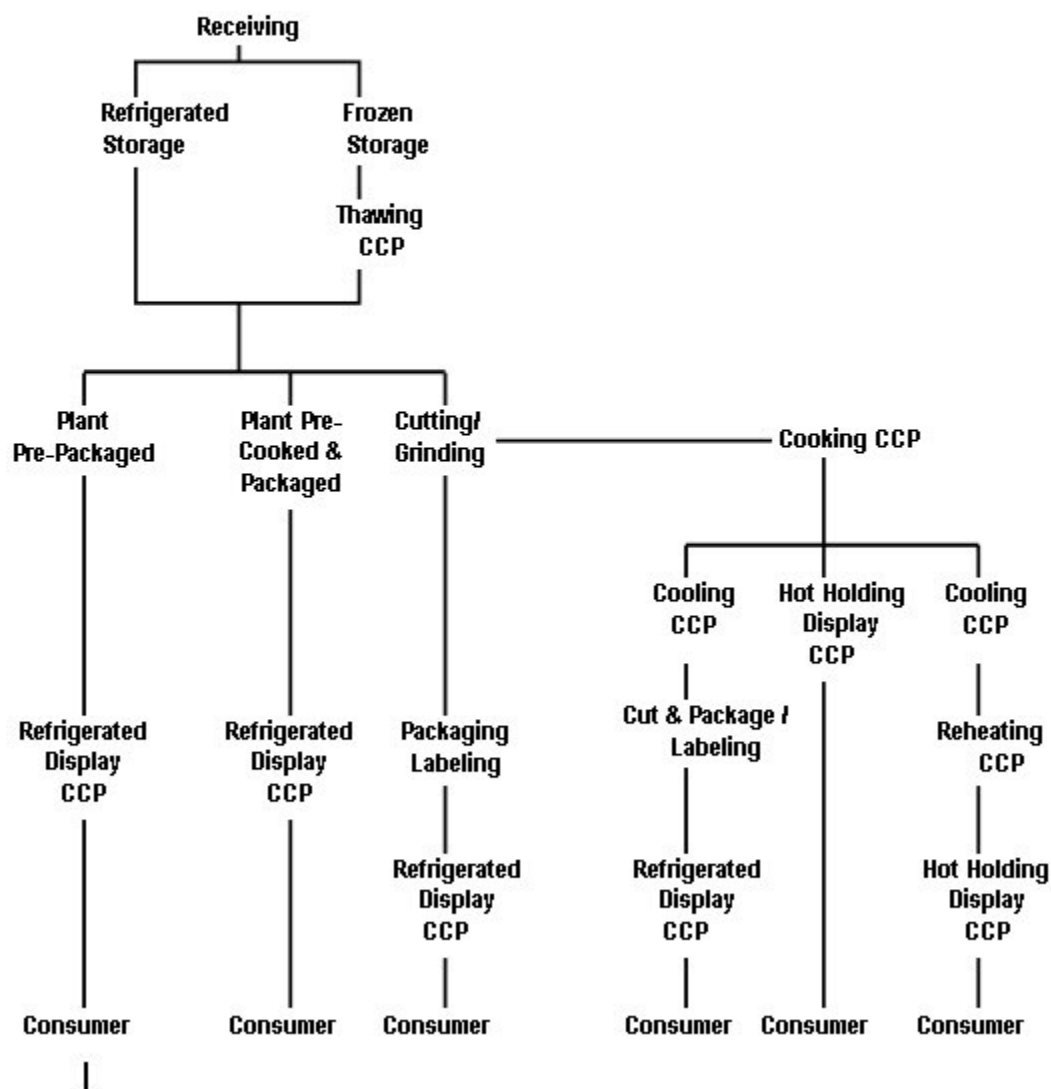 Receiving
Refrigerated
Storage
Frozen
Storage
Thawing
CCP
Plant
Pre-Packaged
Plant Pre-
Cooked &
Packaged
Cutting/
Grinding
Cooking CCP
Cooling
CCP
Hot Holding
Display
CCP
Cooling
CCP
Refrigerated
Display
CCP
Refrigerated
Display
CCP
Packaging
Labeling
Cut & Package /
Labeling
Reheating
CCP
Refrigerated
Display
CCP
Refrigerated
Display
CCP
Hot Holding
Display
CCP
Consumer
Consumer
Consumer
Consumer
Consumer
Consumer